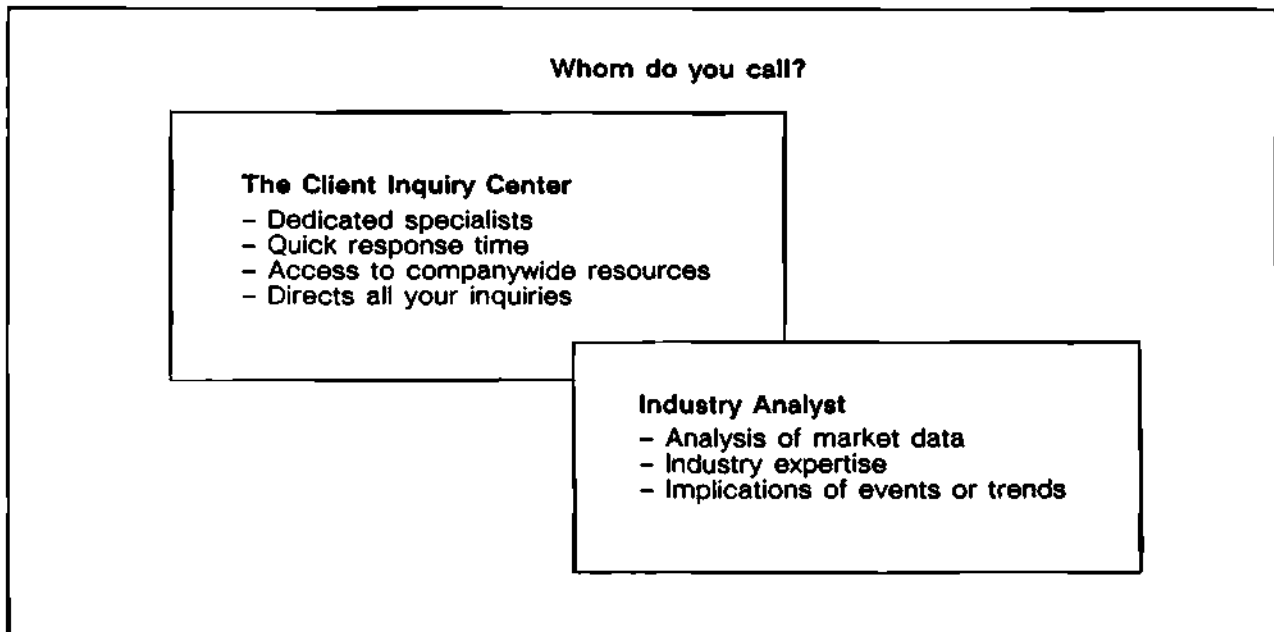 Whom do you call?
The Client Inquiry Center
– Dedicated specialists
– Quick response time
– Access to companywide resources
– Directs all your inquiries
Industry Analyst
– Analysis of market data
– Industry expertise
– Implications of events or trends